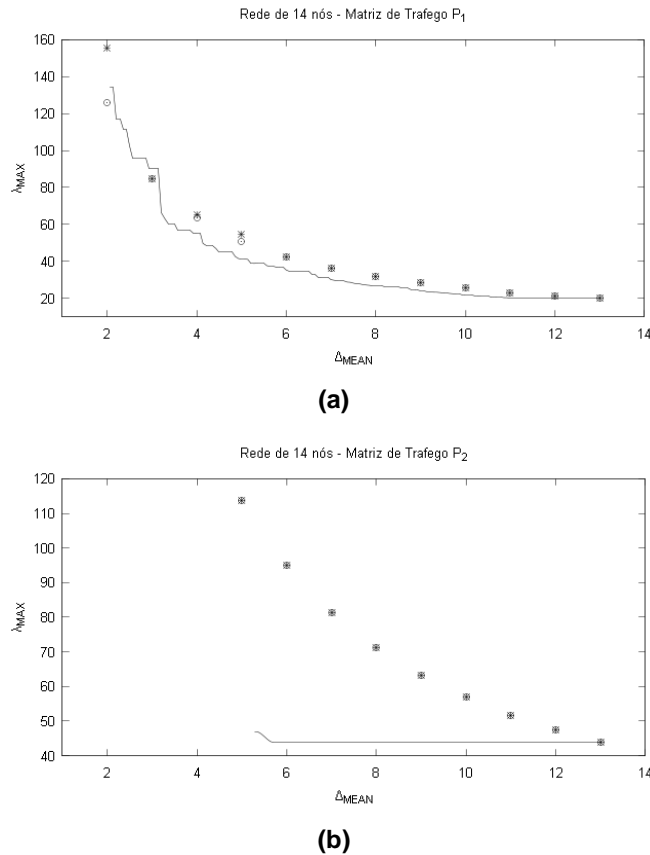 Rede de 14 nós - Matriz de Trafego P₁
160
140
120
100
80
60
40
20
λMAX
2 4 6 8 10 12 14
ΔMEAN
(a)
Rede de 14 nós - Matriz de Trafego P₂
120
110
100
90
80
70
60
50
40
λMAX
2 4 6 8 10 12 14
ΔMEAN
(b)